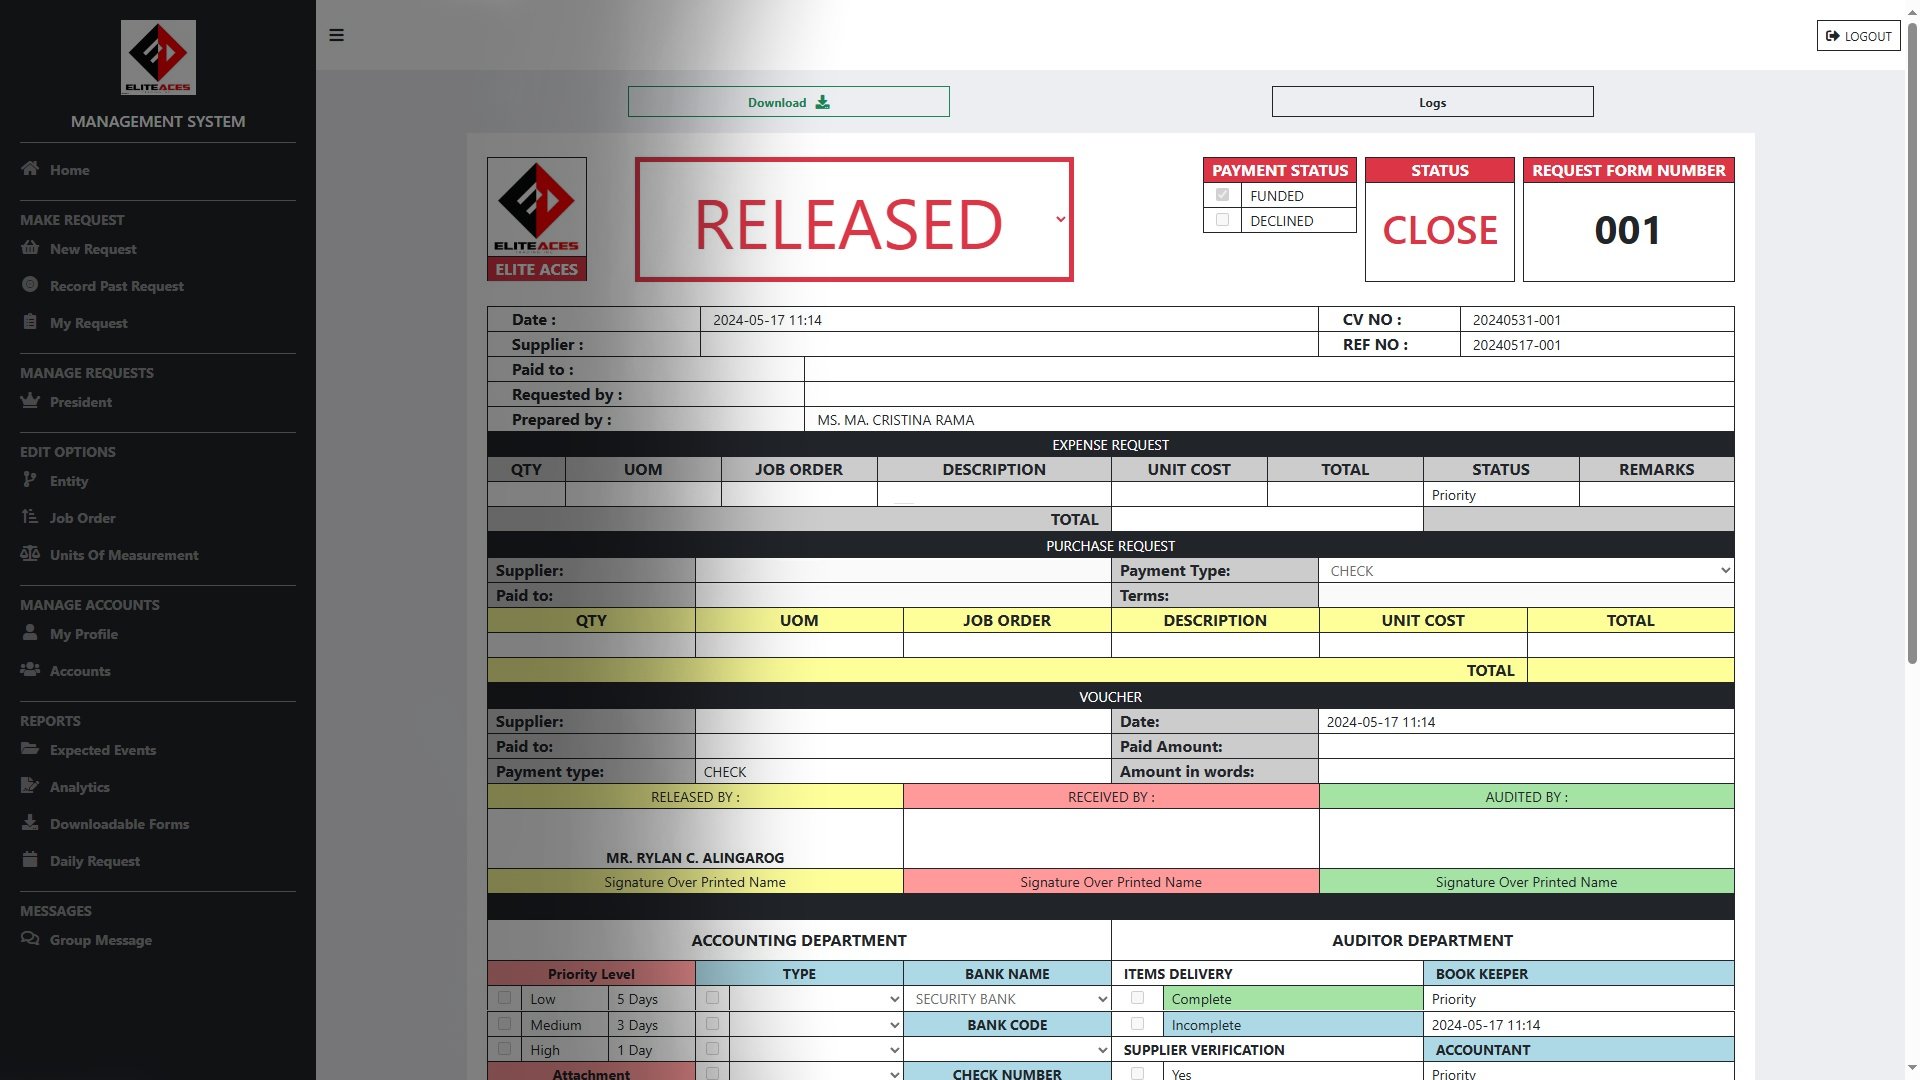 ELITEACES
MANAGEMENT SYSTEM
Home
MAKE REQUEST
New Request
Record Past Request
My Request
MANAGE REQUESTS
President
EDIT OPTIONS
Entity
Job Order
Units Of Measurement
MANAGE ACCOUNTS
My Profile
Accounts
REPORTS
Expected Events
Analytics
Downloadable Forms
Daily Request
MESSAGES
Group Message
LOGOUT
Download
Logs
ELITEACES
ELITE ACES
RELEASED
PAYMENT STATUS
FUNDED
DECLINED
STATUS
CLOSE
REQUEST FORM NUMBER
001
Date : 2024-05-17 11:14 CV NO : 20240531-001
Supplier : REF NO : 20240517-001
Paid to :
Requested by :
Prepared by : MS. MA. CRISTINA RAMA
EXPENSE REQUEST
QTY UOM JOB ORDER DESCRIPTION UNIT COST TOTAL STATUS REMARKS
Priority
TOTAL
PURCHASE REQUEST
Supplier: Payment Type: CHECK
Paid to: Terms:
QTY UOM JOB ORDER DESCRIPTION UNIT COST TOTAL
TOTAL
VOUCHER
Supplier: Date: 2024-05-17 11:14
Paid to: Paid Amount:
Payment type: CHECK Amount in words:
RELEASED BY : RECEIVED BY : AUDITED BY :
MR. RYLAN C. ALINGAROG
Signature Over Printed Name Signature Over Printed Name Signature Over Printed Name
ACCOUNTING DEPARTMENT AUDITOR DEPARTMENT
Priority Level TYPE BANK NAME ITEMS DELIVERY BOOK KEEPER
Low 5 Days SECURITY BANK Complete Priority
Medium 3 Days BANK CODE Incomplete 2024-05-17 11:14
High 1 Day SUPPLIER VERIFICATION ACCOUNTANT
Attachment CHECK NUMBER Yes Priority